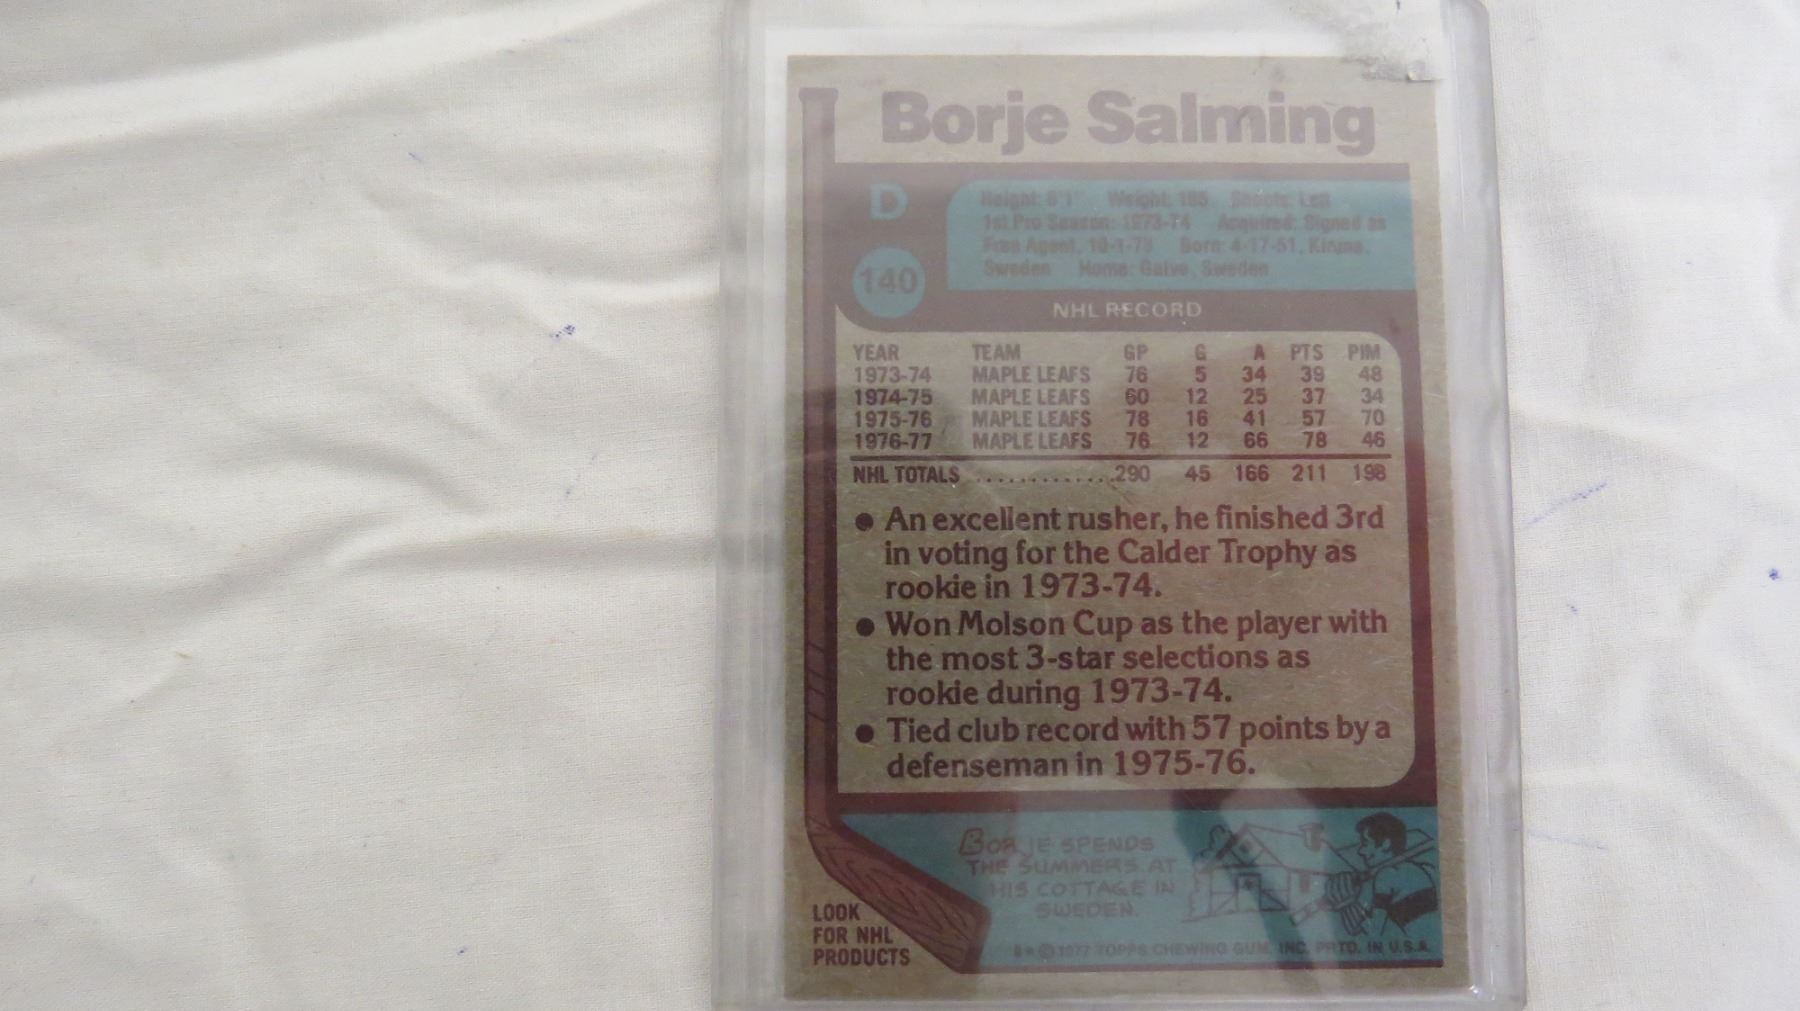 Borje Salming
D
Height: 6'1" Weight: 185 Shoots: Left
1st Pro Season: 1973-74 Acquired: Signed as
Free Agent, 10-1-73 Born: 4-17-51, Kiruna,
Sweden Home: Galve, Sweden
140
NHL RECORD
YEAR TEAM GP G A PTS PIM
1973-74 MAPLE LEAFS 76 5 34 39 48
1974-75 MAPLE LEAFS 60 12 25 37 34
1975-76 MAPLE LEAFS 78 16 41 57 70
1976-77 MAPLE LEAFS 76 12 66 78 46
NHL TOTALS .............290 45 166 211 198
● An excellent rusher, he finished 3rd
in voting for the Calder Trophy as
rookie in 1973-74.
● Won Molson Cup as the player with
the most 3-star selections as
rookie during 1973-74.
● Tied club record with 57 points by a
defenseman in 1975-76.
BORJE SPENDS
THE SUMMERS AT
HIS COTTAGE IN
SWEDEN.
LOOK
FOR NHL
PRODUCTS
© 1977 TOPPS CHEWING GUM, INC. PRTD. IN U.S.A.